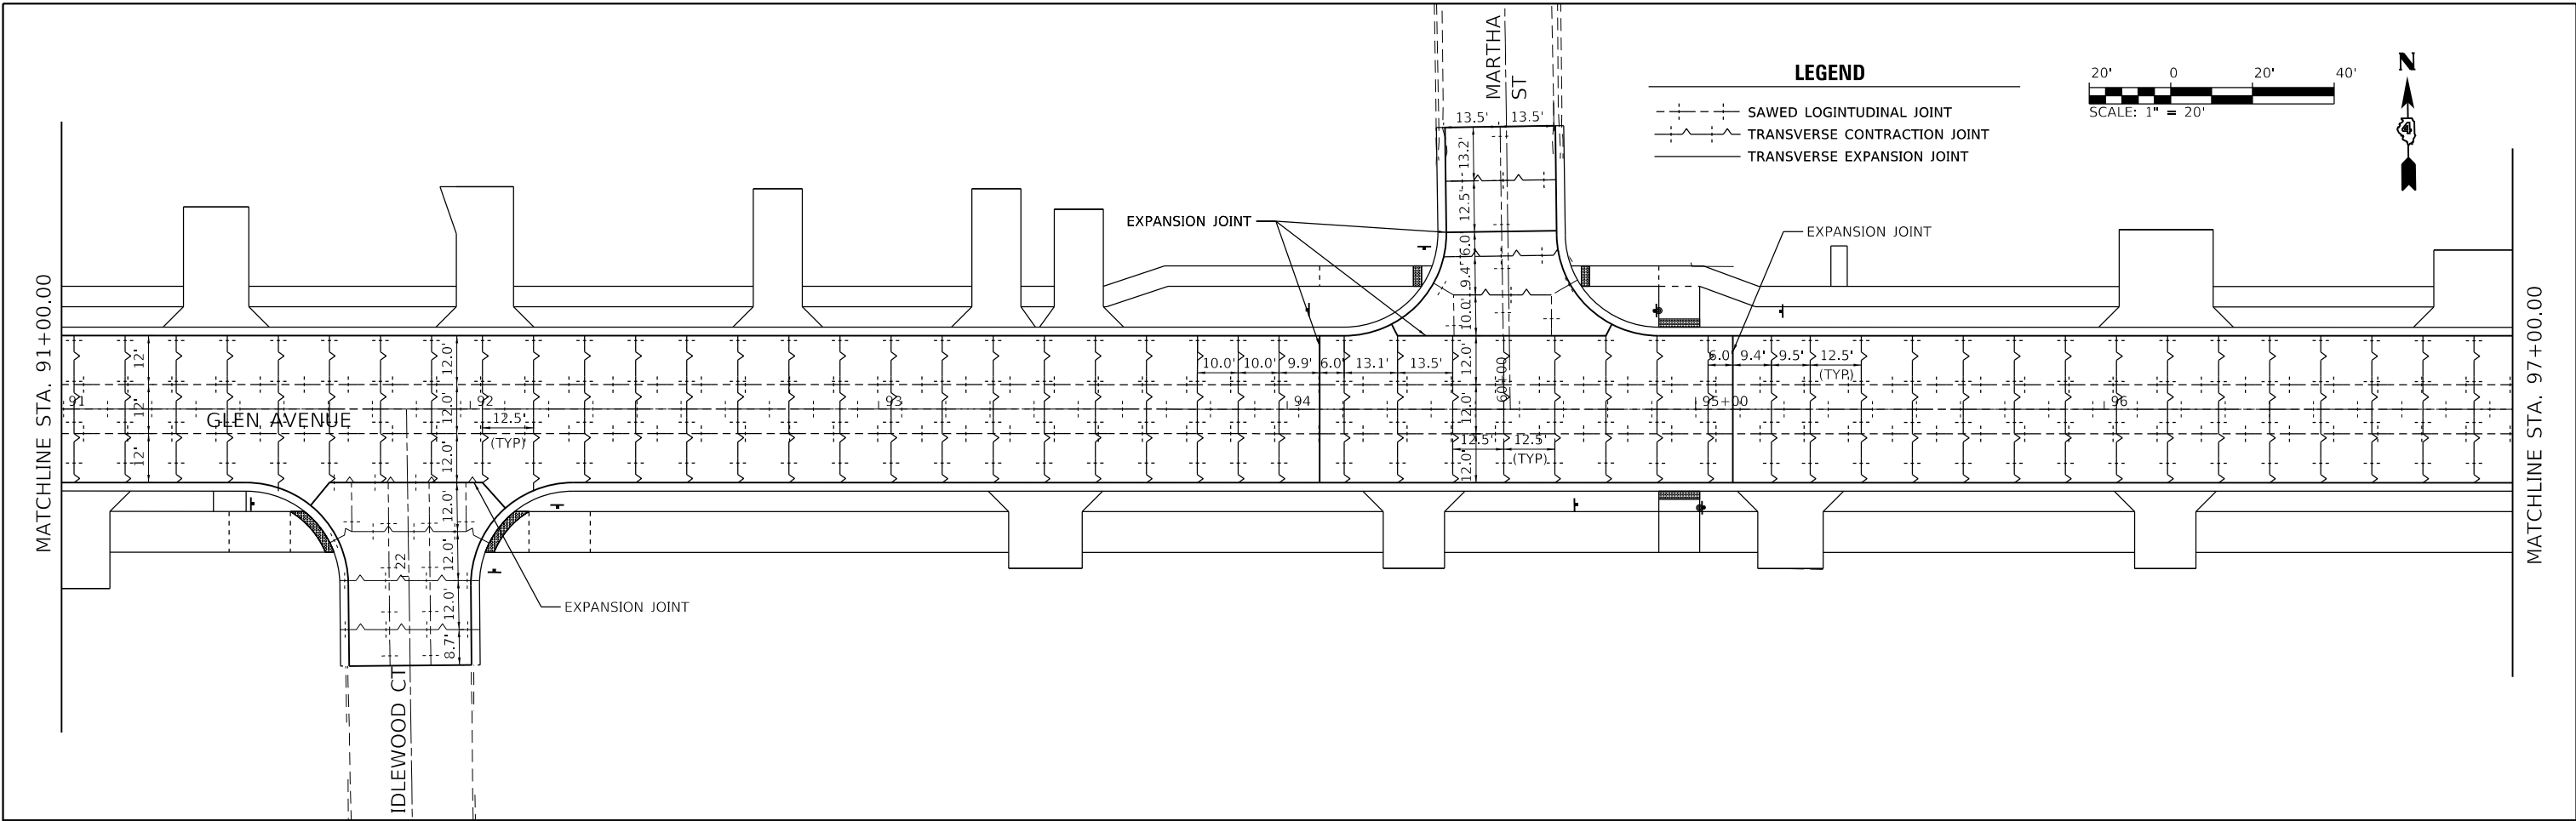 MARTHA
ST
LEGEND
SAWED LOGINTUDINAL JOINT
TRANSVERSE CONTRACTION JOINT
TRANSVERSE EXPANSION JOINT
20' 0 20' 40'
SCALE: 1" = 20'
N
4
13.5' 13.5'
13.2'
12.5'
6.0'
9.4'
10.0'
EXPANSION JOINT
EXPANSION JOINT
MATCHLINE STA. 91+00.00
MATCHLINE STA. 97+00.00
12'
12'
12'
12.0'
12.0'
12.0'
10.0' 10.0' 9.9' 6.0' 13.1' 13.5'
12.0'
12.0'
12.0'
60+00
6.0' 9.4' 9.5' 12.5'
(TYP)
91 92 93 94 95+00 96
GLEN AVENUE
12.5'
(TYP)
12.5' 12.5'
(TYP)
12.0'
12.0'
12.0'
8.7'
22
EXPANSION JOINT
IDLEWOOD CT